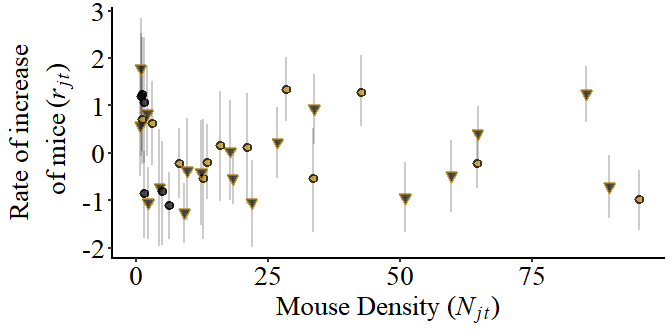 Rate of increase
of mice (r_jt)
3
2
1
0
-1
-2
0 25 50 75
Mouse Density (N_jt)